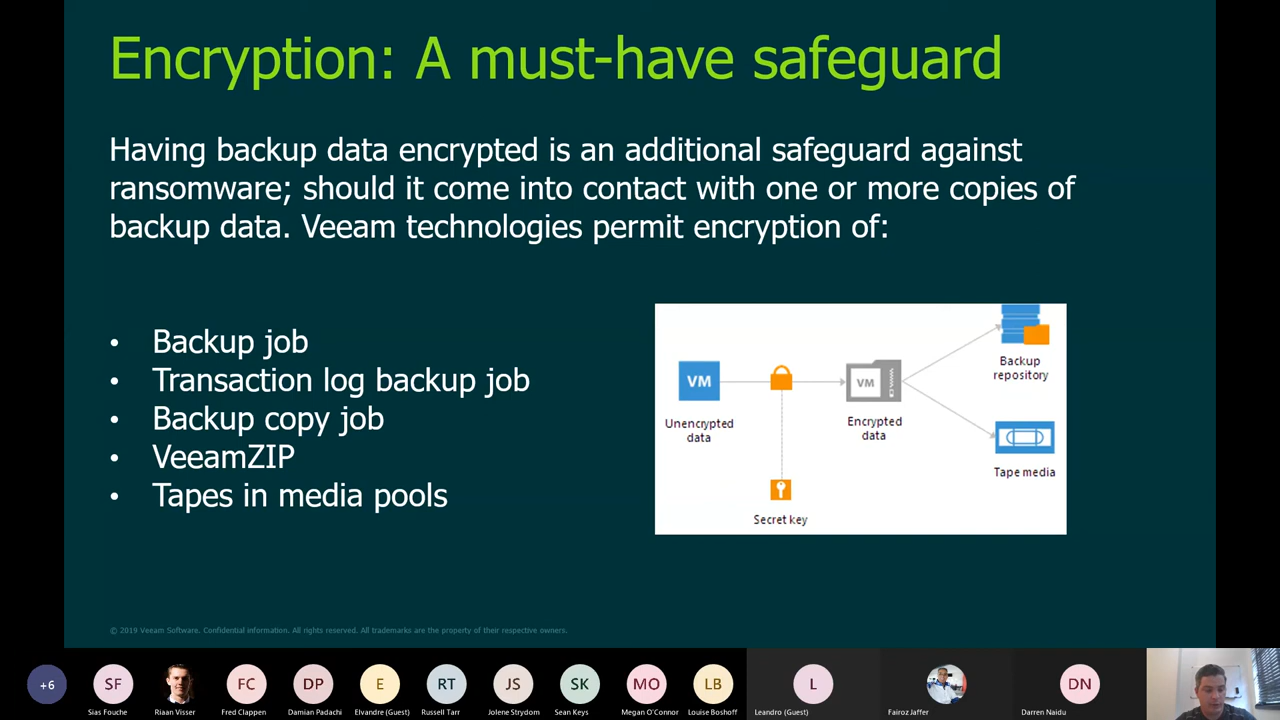 Encryption: A must-have safeguard
Having backup data encrypted is an additional safeguard against
ransomware; should it come into contact with one or more copies of
backup data. Veeam technologies permit encryption of:
• Backup job
• Transaction log backup job
• Backup copy job
• VeeamZIP
• Tapes in media pools
VM
Unencrypted
data
Secret key
VM
Encrypted
data
Backup
repository
Tape media
© 2019 Veeam Software. Confidential information. All rights reserved. All trademarks are the property of their respective owners.
+6
SF
FC
DP
E
RT
JS
SK
MO
LB
L
DN
Sias Fouche
Riaan Visser
Fred Clappen
Damian Padachi
Elvandre (Guest)
Russell Tarr
Jolene Strydom
Sean Keys
Megan O'Connor
Louise Boshoff
Leandro (Guest)
Fairoz Jaffer
Darren Naidu